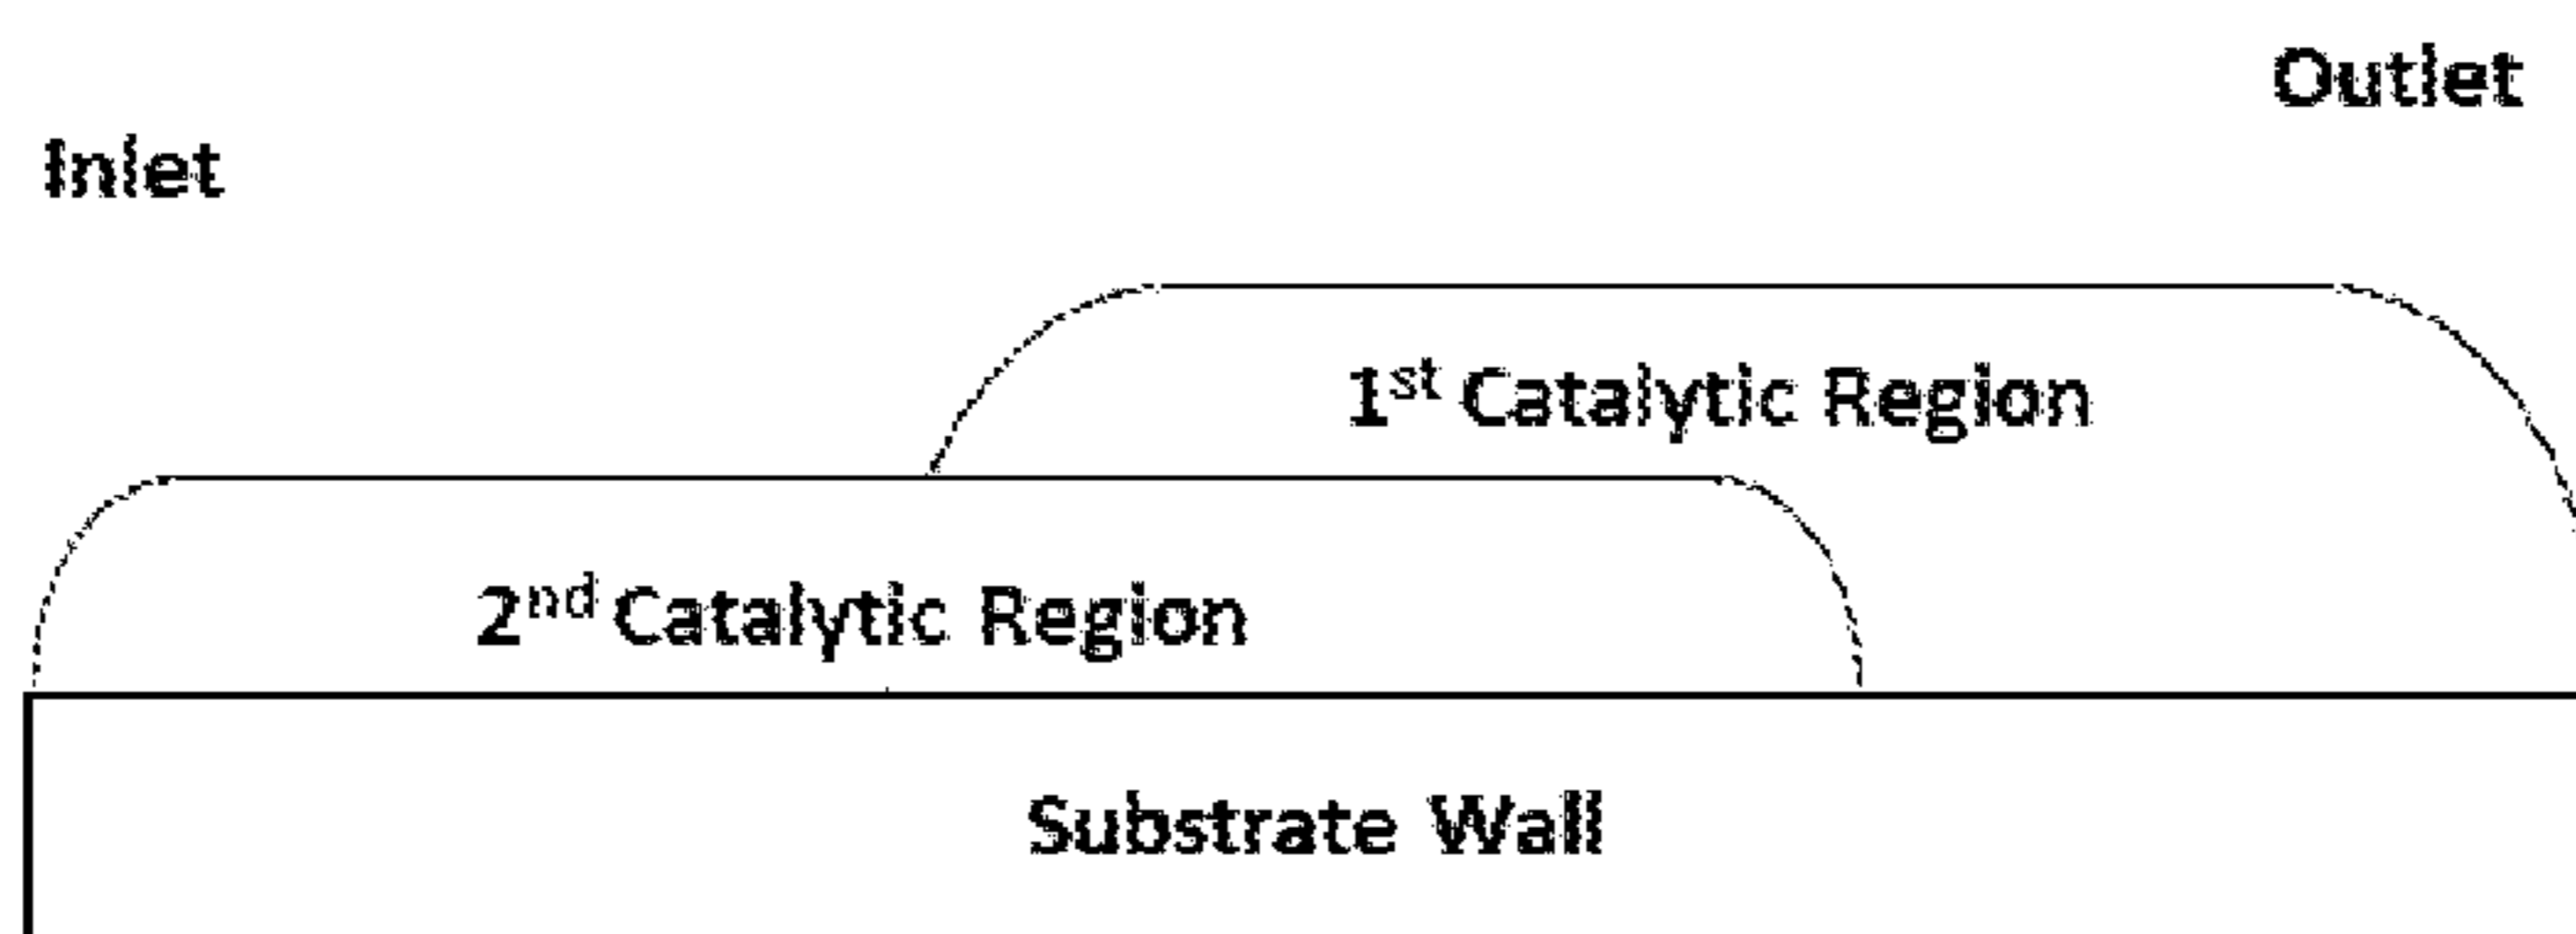 Outlet
Inlet
1st Catalytic Region
2nd Catalytic Region
Substrate Wall